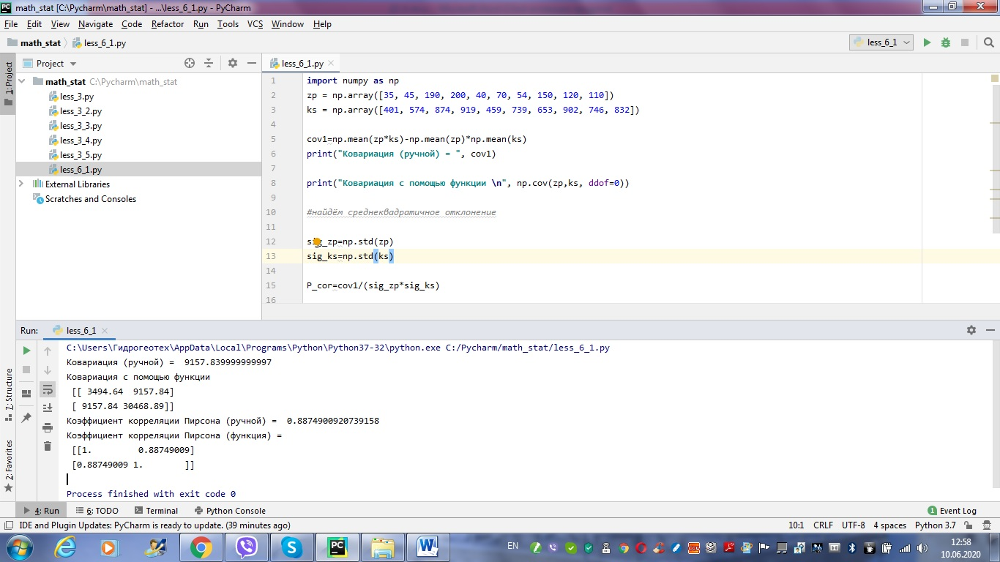 math_stat [C:\Pycharm\math_stat] - ...\less_6_1.py - PyCharm
File Edit View Navigate Code Refactor Run Tools VCS Window Help
math_stat less_6_1.py
less_6_1
Project
less_6_1.py
1: Project
math_stat C:\Pycharm\math_stat
less_3.py
less_3_2.py
less_3_3.py
less_3_4.py
less_3_5.py
less_6_1.py
External Libraries
Scratches and Consoles
1 import numpy as np
2 zp = np.array([35, 45, 190, 200, 40, 70, 54, 150, 120, 110])
3 ks = np.array([401, 574, 874, 919, 459, 739, 653, 902, 746, 832])
4
5 cov1=np.mean(zp*ks)-np.mean(zp)*np.mean(ks)
6 print("Ковариация (ручной) = ", cov1)
7
8 print("Ковариация с помощью функции \n", np.cov(zp,ks, ddof=0))
9
10 #найдём среднеквадратичное отклонение
11
12 sig_zp=np.std(zp)
13 sig_ks=np.std(ks)
14
15 P_cor=cov1/(sig_zp*sig_ks)
16
Run: less_6_1
C:\Users\Гидрогеотех\AppData\Local\Programs\Python\Python37-32\python.exe C:/Pycharm/math_stat/less_6_1.py
Ковариация (ручной) =  9157.839999999997
Ковариация с помощью функции
[[ 3494.64  9157.84]
[ 9157.84 30468.89]]
Коэффициент корреляции Пирсона (ручной) =  0.8874900920739158
Коэффициент корреляции Пирсона (функция) =
[[1.         0.88749009]
[0.88749009 1.        ]]
Process finished with exit code 0
7: Structure
2: Favorites
4: Run 6: TODO Terminal Python Console
1 Event Log
IDE and Plugin Updates: PyCharm is ready to update. (39 minutes ago)
10:1 CRLF UTF-8 4 spaces Python 3.7
EN
12:58
10.06.2020